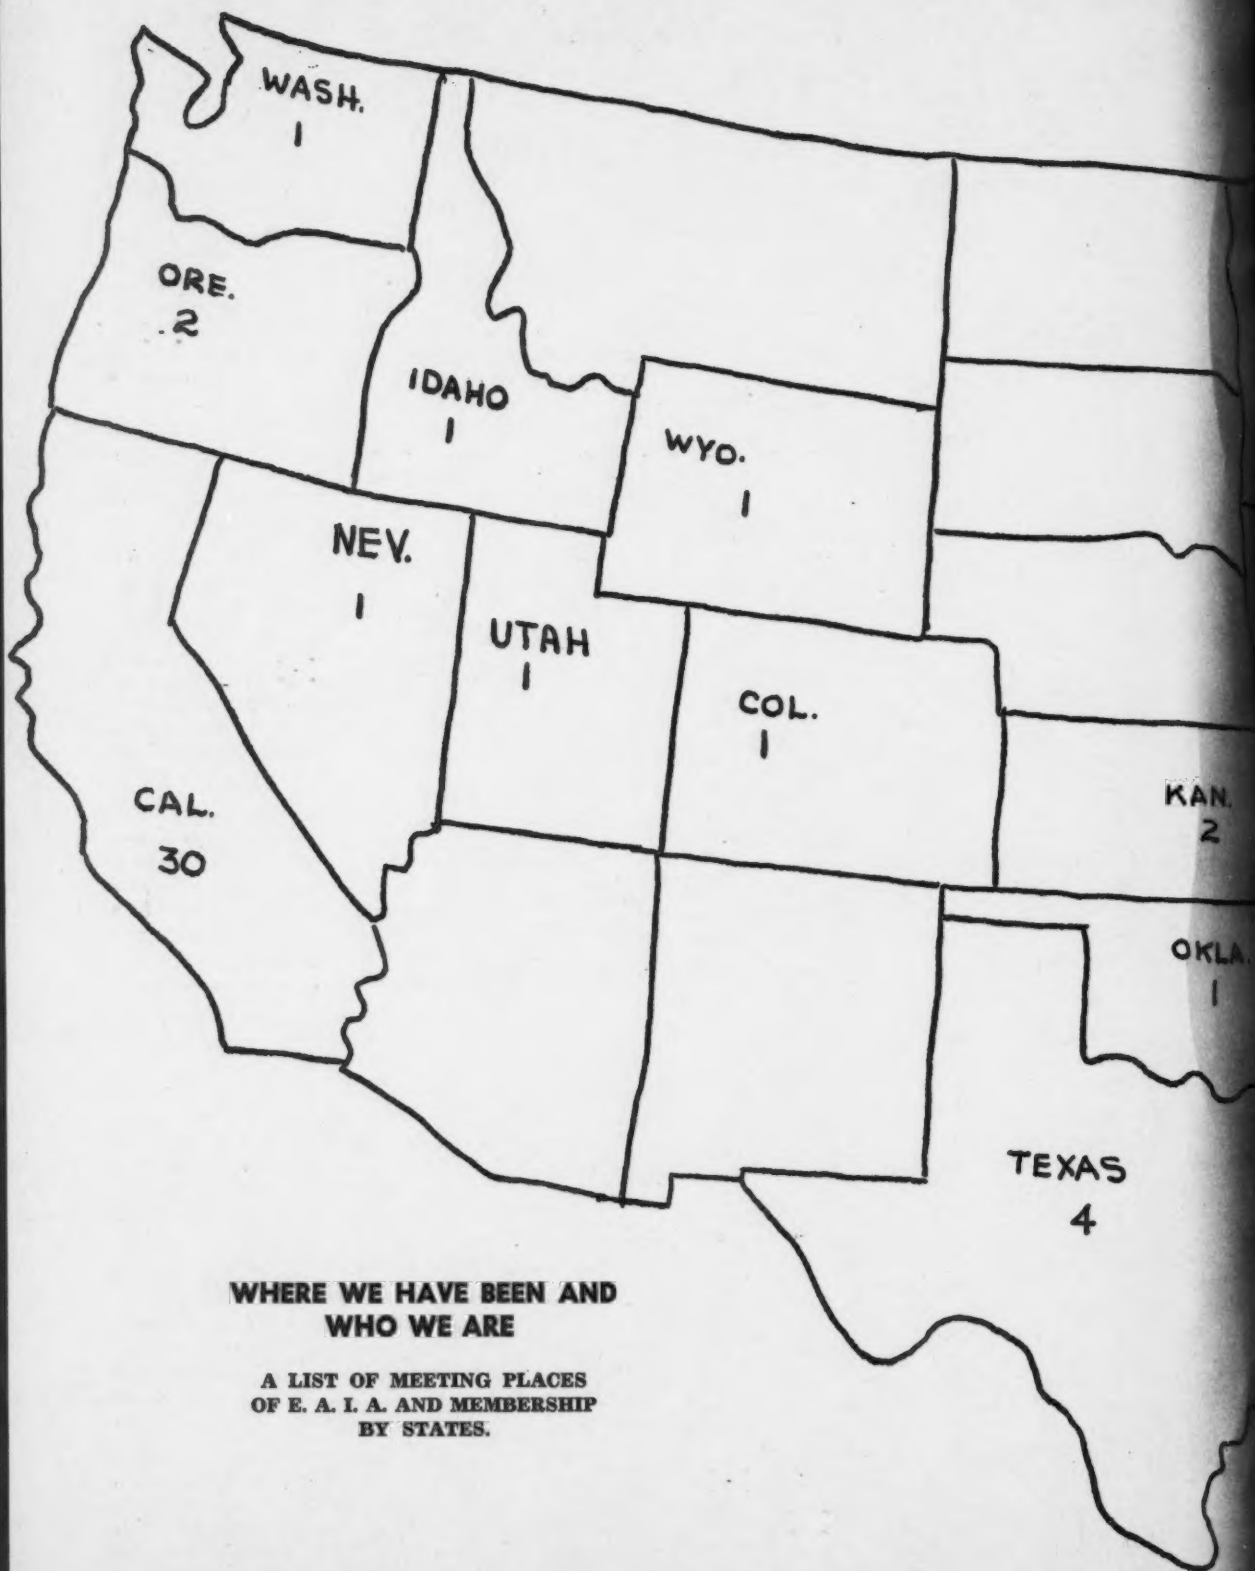 WASH.
1
ORE.
2
IDAHO
1
WYO.
1
NEV.
1
UTAH
1
COL.
1
CAL.
30
KAN.
2
OKLA.
1
TEXAS
4
WHERE WE HAVE BEEN AND
WHO WE ARE
A LIST OF MEETING PLACES
OF E. A. I. A. AND MEMBERSHIP
BY STATES.